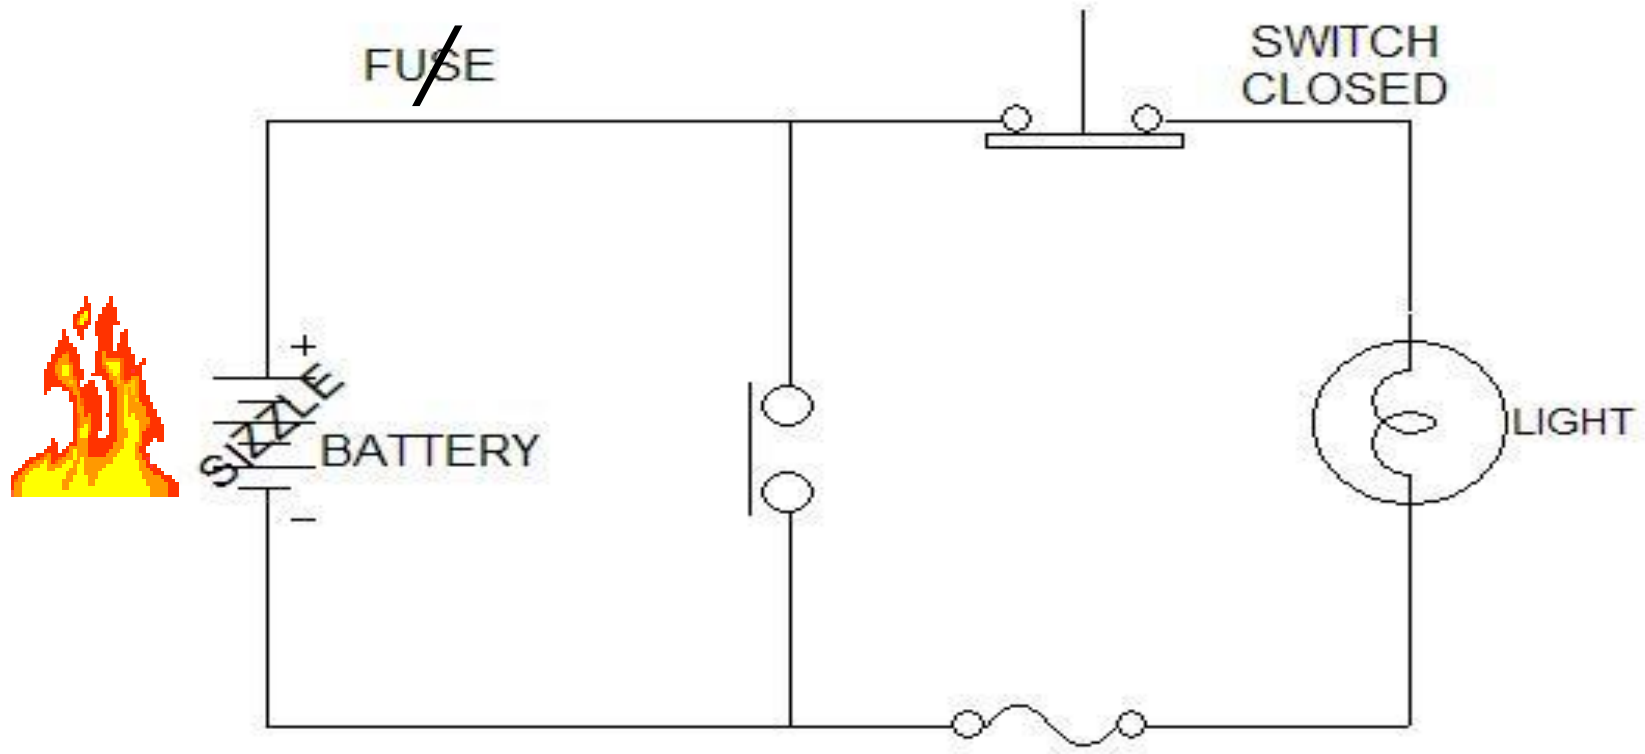 FUSE
SWITCH
CLOSED
+
SIZZLE
BATTERY
–
LIGHT